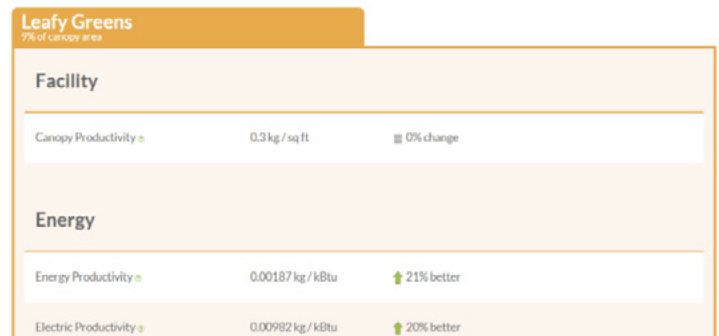 Leafy Greens
9% of canopy area
Facility
Canopy Productivity 0.3 kg / sq ft 0% change
Energy
Energy Productivity 0.00187 kg / kBtu 21% better
Electric Productivity 0.00982 kg / kBtu 20% better